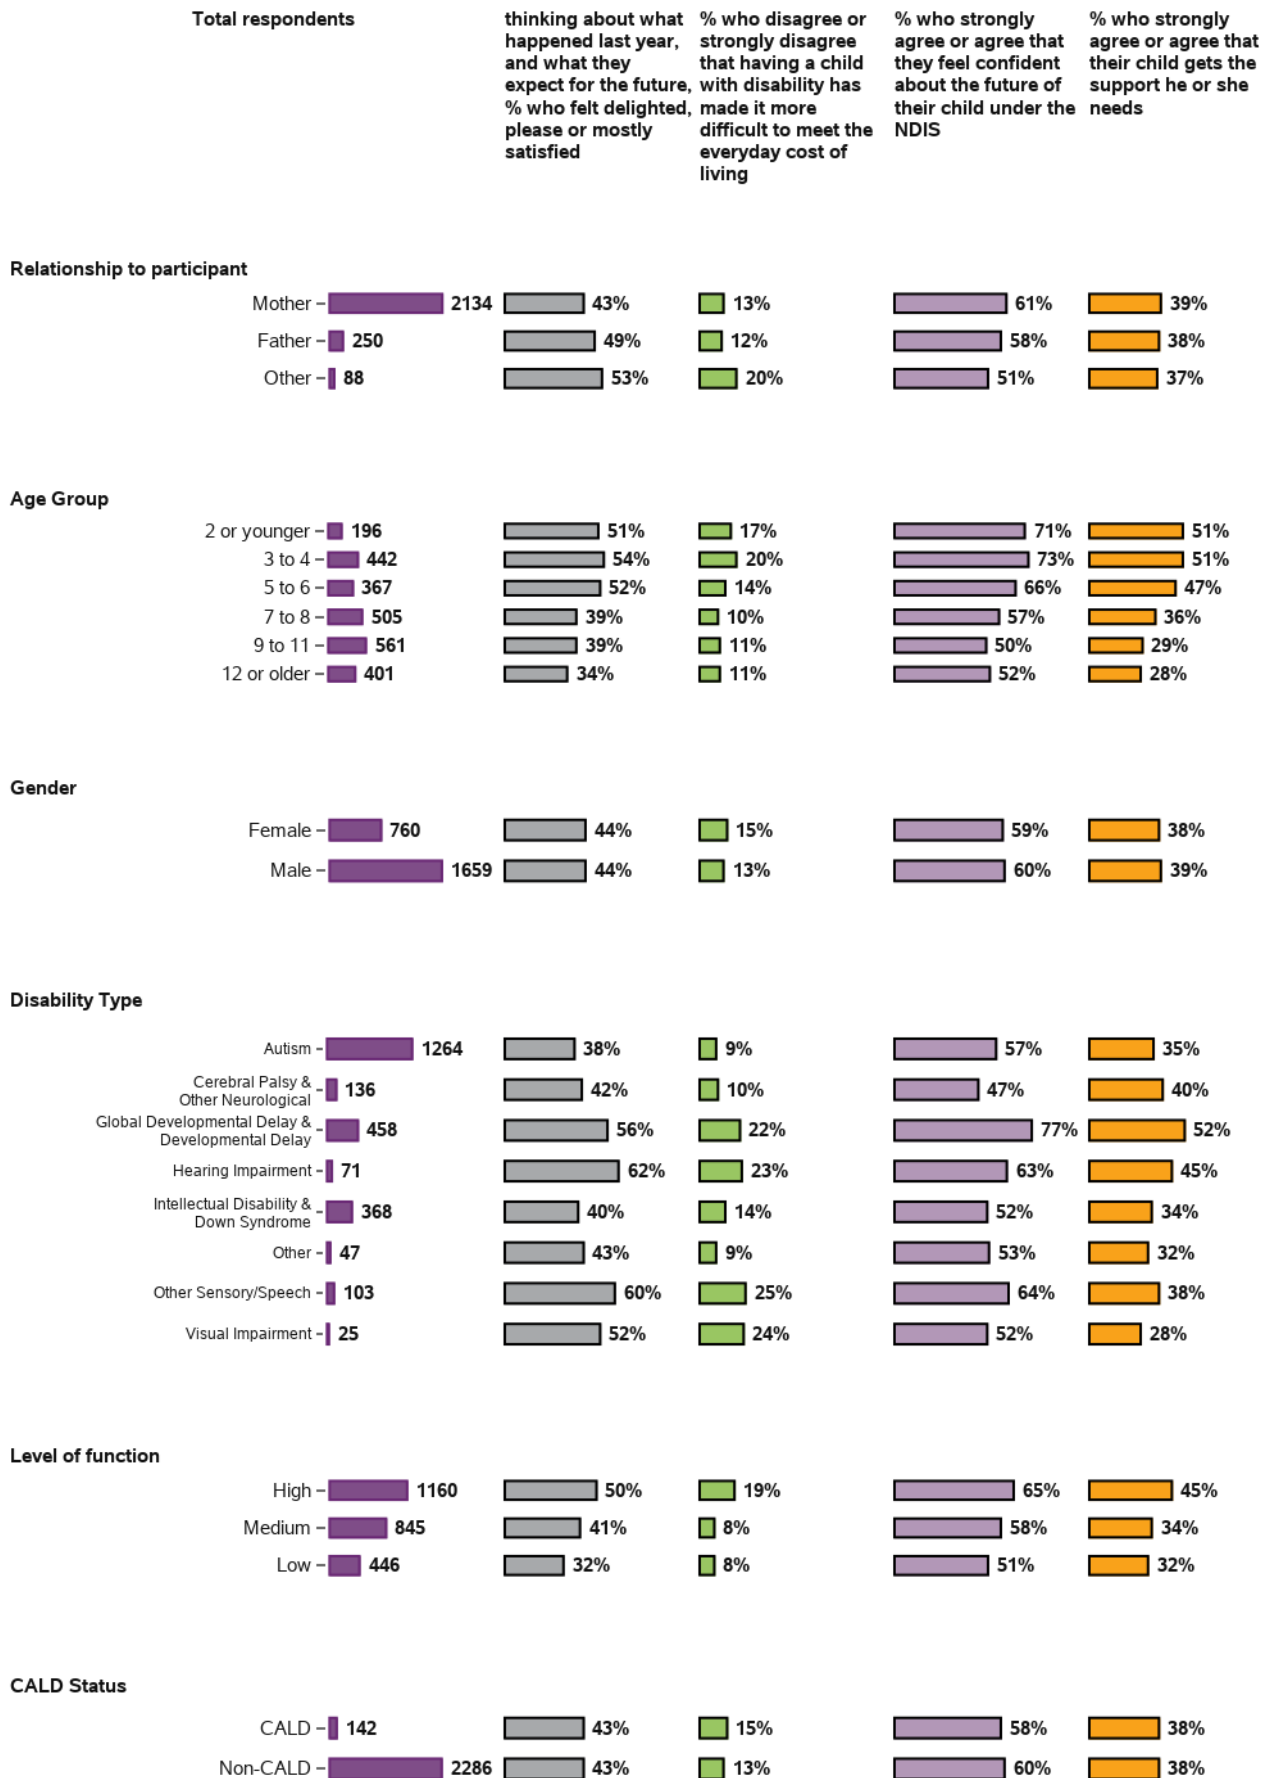 Total respondents
thinking about what
happened last year,
and what they
expect for the future,
% who felt delighted,
please or mostly
satisfied
% who disagree or
strongly disagree
that having a child
with disability has
made it more
difficult to meet the
everyday cost of
living
% who strongly
agree or agree that
they feel confident
about the future of
their child under the
NDIS
% who strongly
agree or agree that
their child gets the
support he or she
needs
Relationship to participant
Mother 2134 43% 13% 61% 39%
Father 250 49% 12% 58% 38%
Other 88 53% 20% 51% 37%
Age Group
2 or younger 196 51% 17% 71% 51%
3 to 4 442 54% 20% 73% 51%
5 to 6 367 52% 14% 66% 47%
7 to 8 505 39% 10% 57% 36%
9 to 11 561 39% 11% 50% 29%
12 or older 401 34% 11% 52% 28%
Gender
Female 760 44% 15% 59% 38%
Male 1659 44% 13% 60% 39%
Disability Type
Autism 1264 38% 9% 57% 35%
Cerebral Palsy &
Other Neurological 136 42% 10% 47% 40%
Global Developmental Delay &
Developmental Delay 458 56% 22% 77% 52%
Hearing Impairment 71 62% 23% 63% 45%
Intellectual Disability &
Down Syndrome 368 40% 14% 52% 34%
Other 47 43% 9% 53% 32%
Other Sensory/Speech 103 60% 25% 64% 38%
Visual Impairment 25 52% 24% 52% 28%
Level of function
High 1160 50% 19% 65% 45%
Medium 845 41% 8% 58% 34%
Low 446 32% 8% 51% 32%
CALD Status
CALD 142 43% 15% 58% 38%
Non-CALD 2286 43% 13% 60% 38%